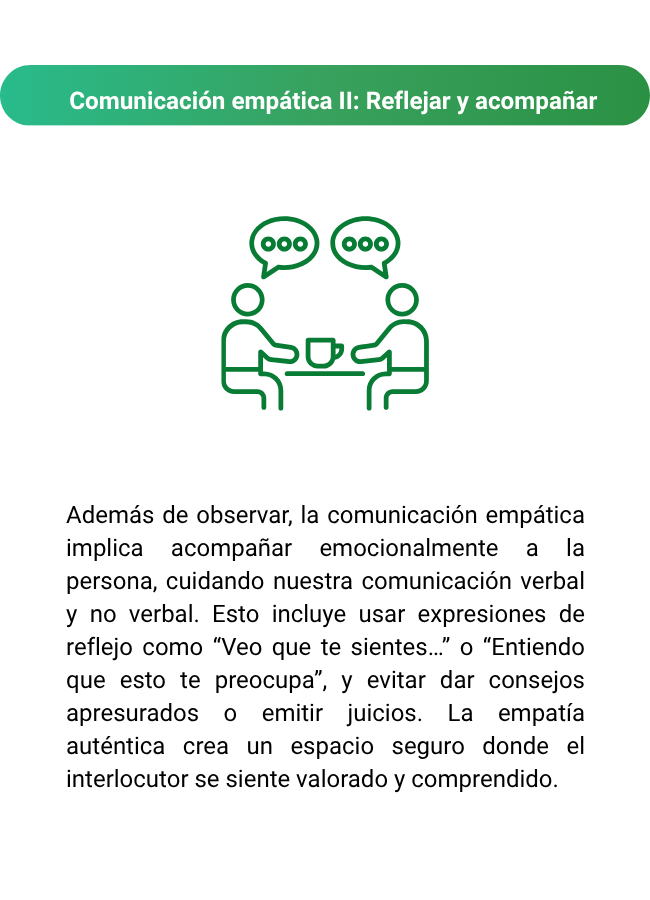 Comunicación empática II: Reflejar y acompañar
Además de observar, la comunicación empática
implica acompañar emocionalmente a la
persona, cuidando nuestra comunicación verbal
y no verbal. Esto incluye usar expresiones de
reflejo como “Veo que te sientes…” o “Entiendo
que esto te preocupa”, y evitar dar consejos
apresurados o emitir juicios. La empatía
auténtica crea un espacio seguro donde el
interlocutor se siente valorado y comprendido.